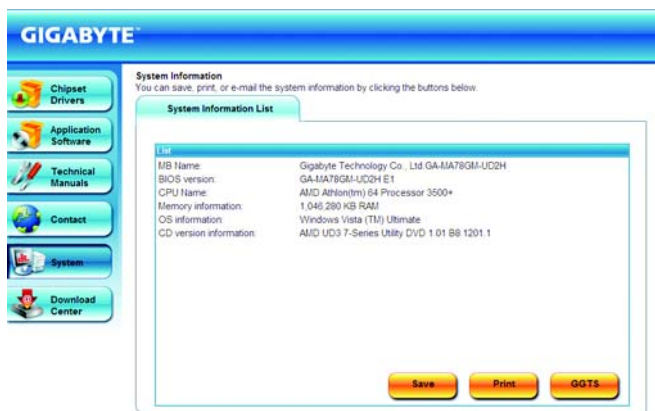 GIGABYTE™
Chipset
Drivers
Application
Software
Technical
Manuals
Contact
System
Download
Center
System Information
You can save, print, or e-mail the system information by clicking the buttons below.
System Information List
List
MB Name: Gigabyte Technology Co., Ltd.GA-MA78GM-UD2H
BIOS version: GA-MA78GM-UD2H E1
CPU Name: AMD Athlon(tm) 64 Processor 3500+
Memory information: 1,046,280 KB RAM
OS information: Windows Vista (TM) Ultimate
CD version information: AMD UD3 7-Series Utility DVD 1.01 B8.1201.1
Save
Print
GGTS